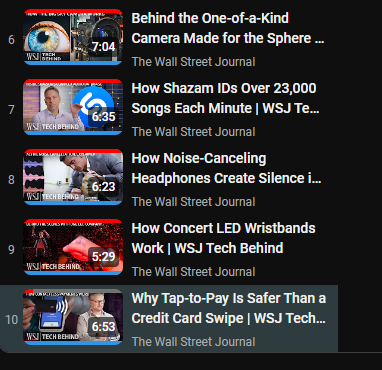 6
7:04
WSJ TECH BEHIND
Behind the One-of-a-Kind
Camera Made for the Sphere ...
The Wall Street Journal
7
6:35
WSJ TECH BEHIND
How Shazam IDs Over 23,000
Songs Each Minute | WSJ Te...
The Wall Street Journal
8
6:23
WSJ TECH BEHIND
How Noise-Canceling
Headphones Create Silence i...
The Wall Street Journal
9
5:29
WSJ TECH BEHIND
How Concert LED Wristbands
Work | WSJ Tech Behind
The Wall Street Journal
10
6:53
WSJ TECH BEHIND
Why Tap-to-Pay Is Safer Than a
Credit Card Swipe | WSJ Tech...
The Wall Street Journal